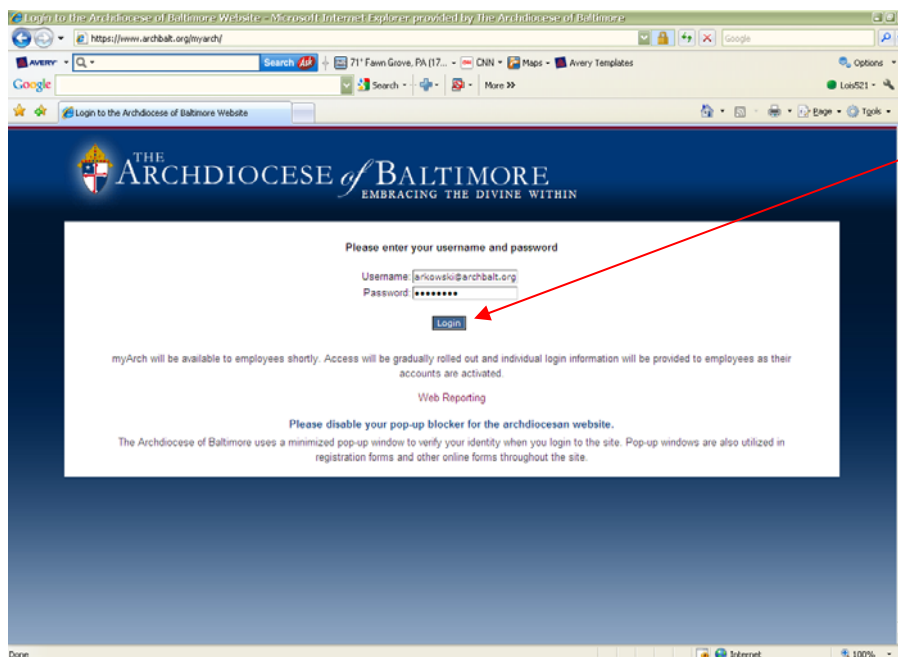 Login to the Archdiocese of Baltimore Website - Microsoft Internet Explorer provided by The Archdiocese of Baltimore
https://www.archbalt.org/myarch/
Google
AVERY Search Ask 71° Fawn Grove, PA (17... CNN Maps Avery Templates Options
Google Search More >> Lois521
Login to the Archdiocese of Baltimore Website Page Tools
THE
ARCHDIOCESE of BALTIMORE
EMBRACING THE DIVINE WITHIN
Please enter your username and password
Username: arkowski@archbalt.org
Password: ••••••••
Login
myArch will be available to employees shortly. Access will be gradually rolled out and individual login information will be provided to employees as their
accounts are activated.
Web Reporting
Please disable your pop-up blocker for the archdiocesan website.
The Archdiocese of Baltimore uses a minimized pop-up window to verify your identity when you login to the site. Pop-up windows are also utilized in
registration forms and other online forms throughout the site.
Done Internet 100%